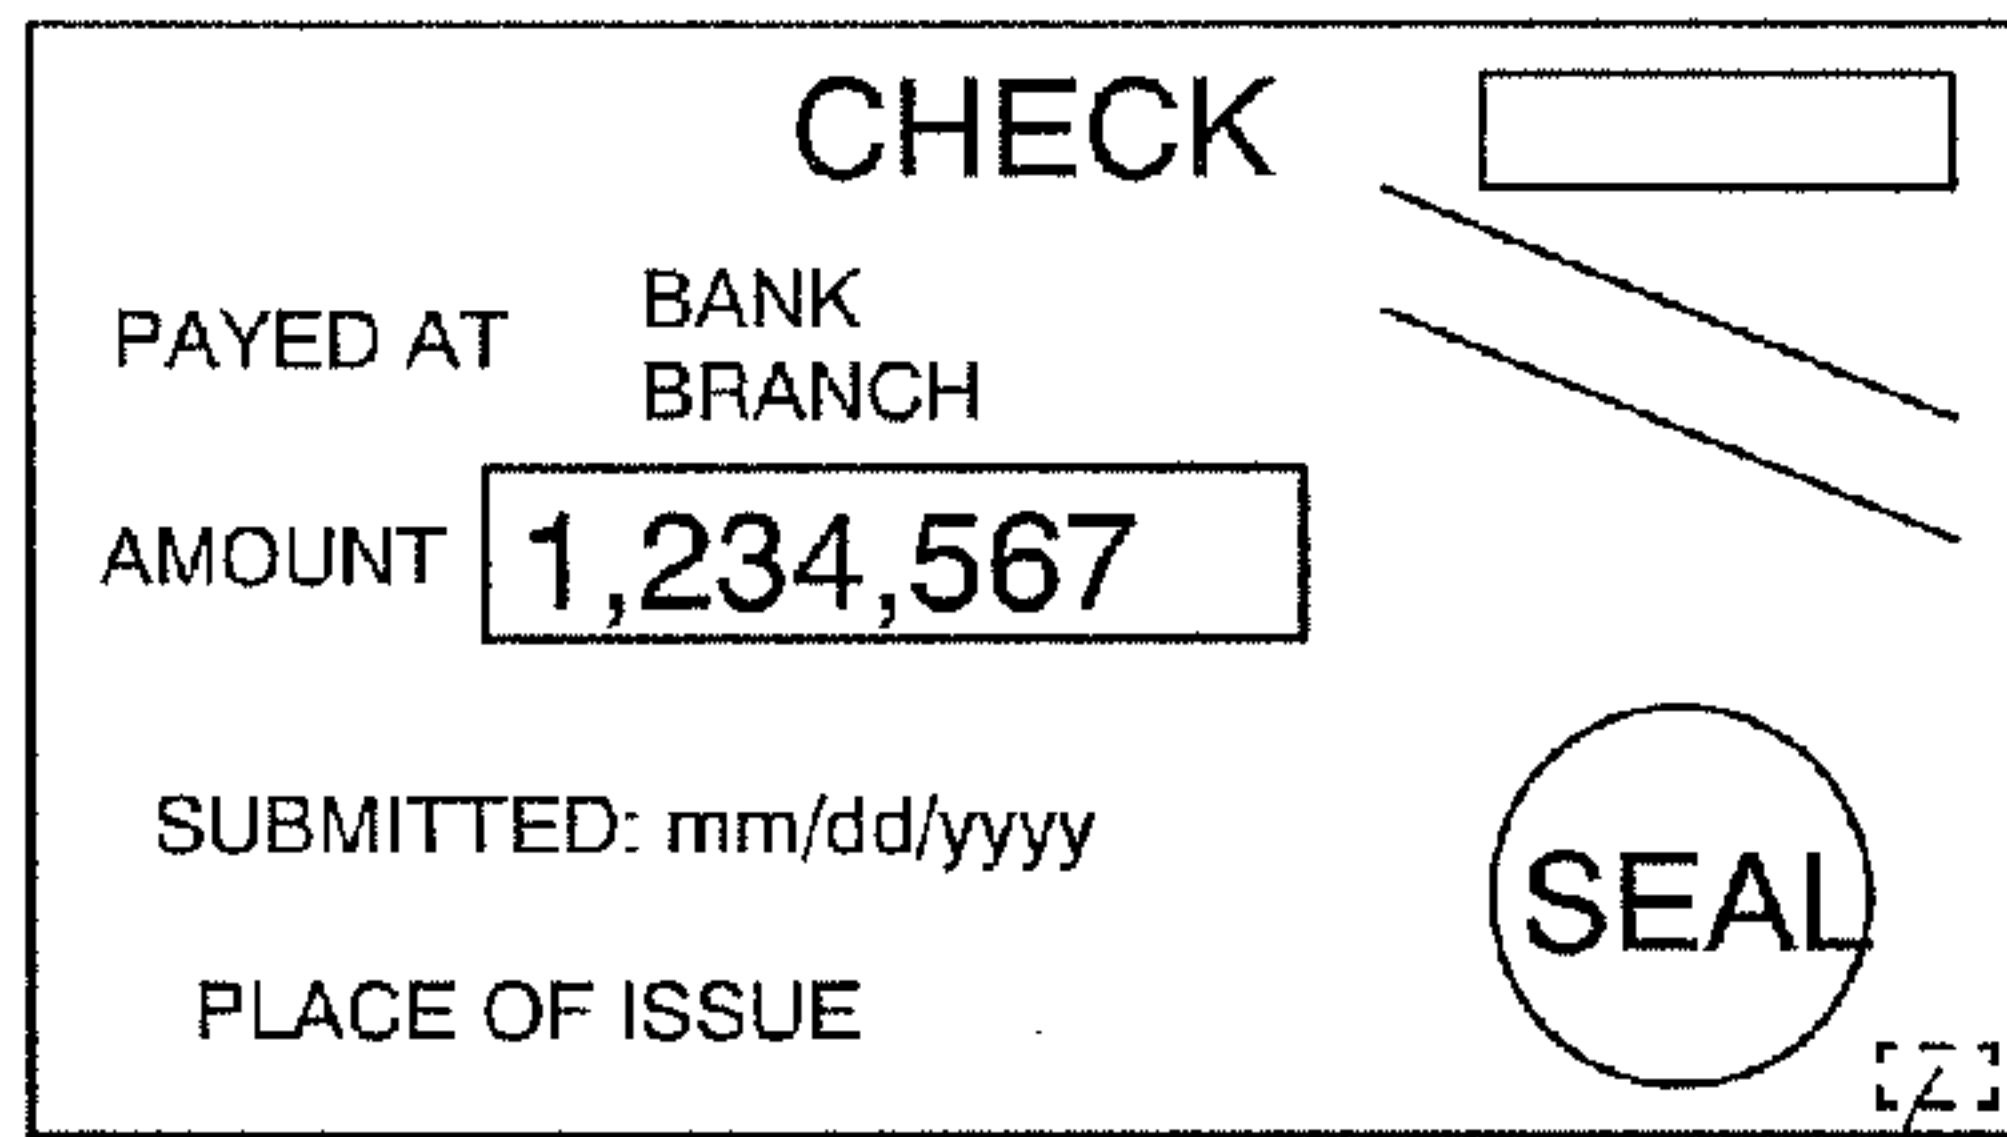 CHECK
PAYED AT
BANK
BRANCH
AMOUNT 1,234,567
SUBMITTED: mm/dd/yyyy
SEAL
PLACE OF ISSUE